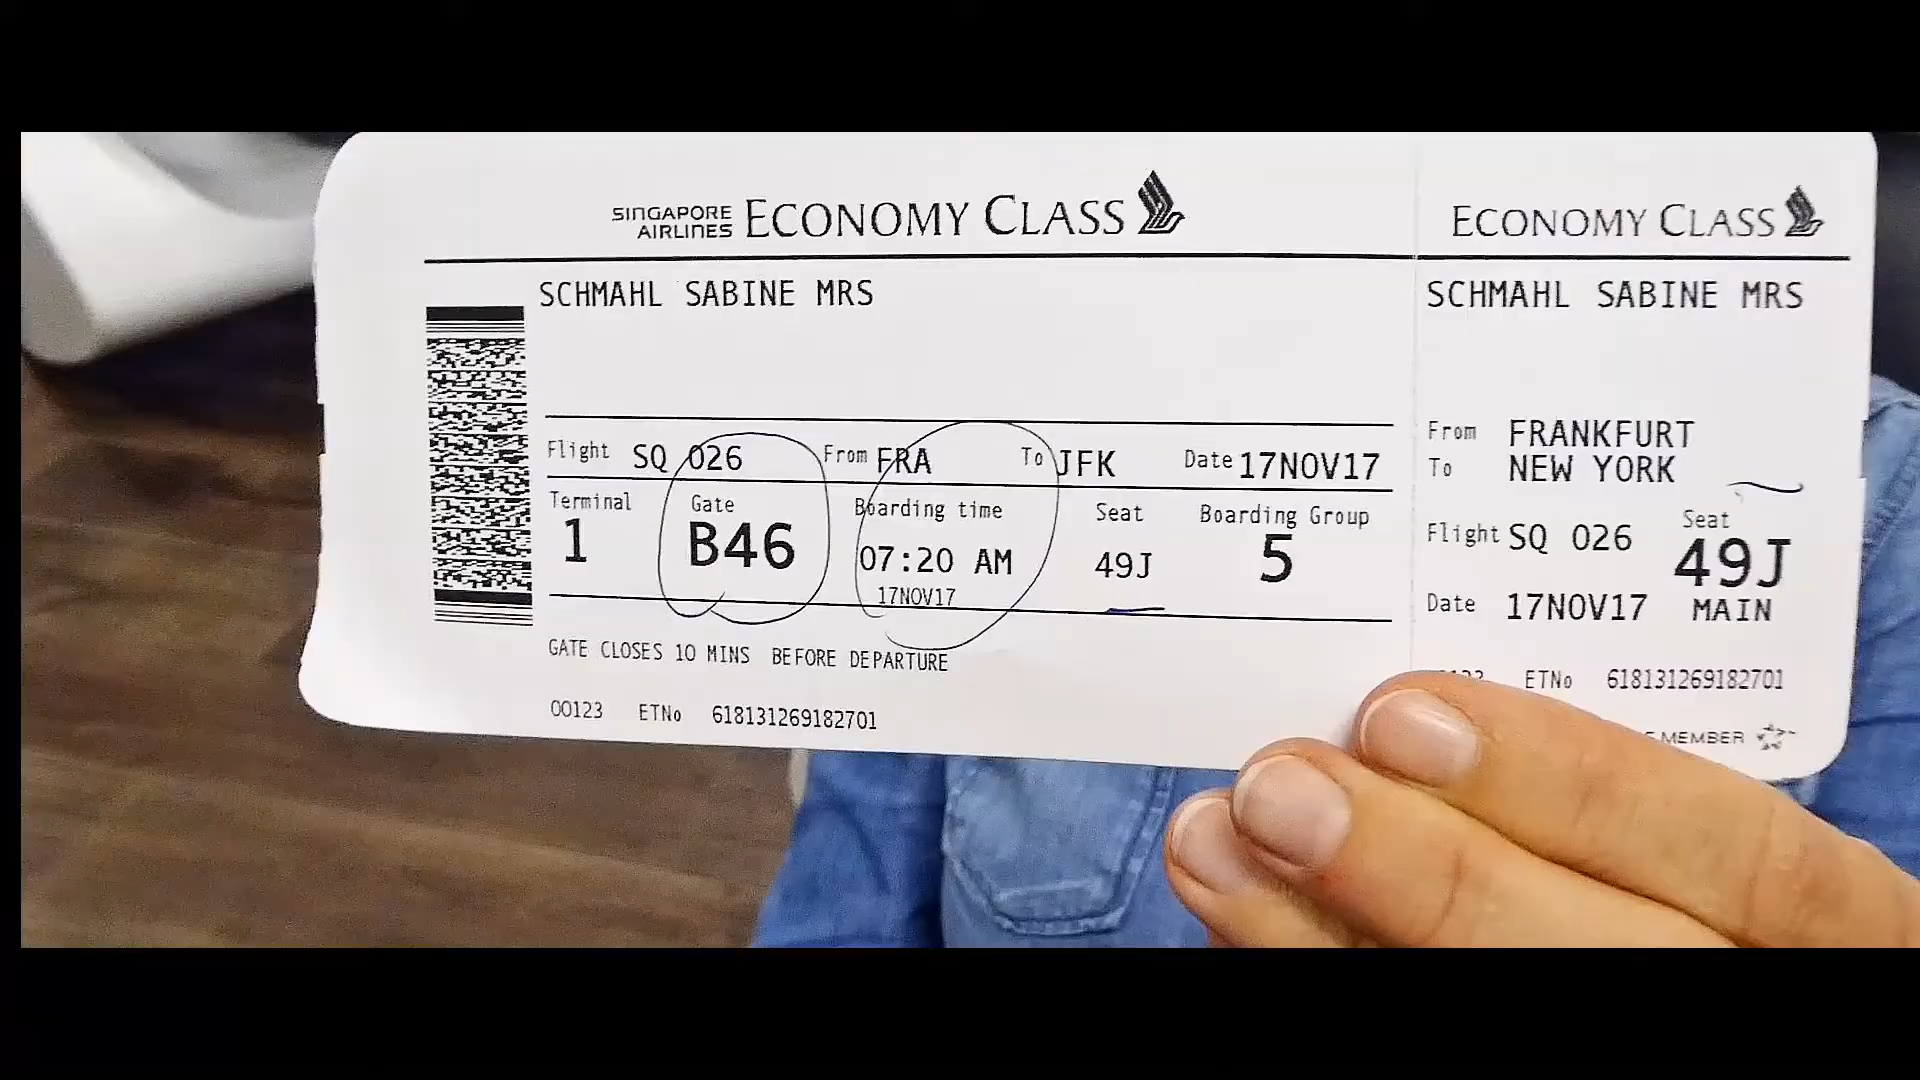 SINGAPORE AIRLINES ECONOMY CLASS
SCHMAHL SABINE MRS
Flight SQ 026 From FRA To JFK Date 17NOV17
Terminal Gate Boarding time Seat Boarding Group
1 B46 07:20 AM 49J 5
17NOV17
GATE CLOSES 10 MINS BEFORE DEPARTURE
00123 ETNo 618131269182701
ECONOMY CLASS
SCHMAHL SABINE MRS
From FRANKFURT
To NEW YORK
Flight SQ 026 Seat 49J
Date 17NOV17 MAIN
ETNo 618131269182701
MEMBER